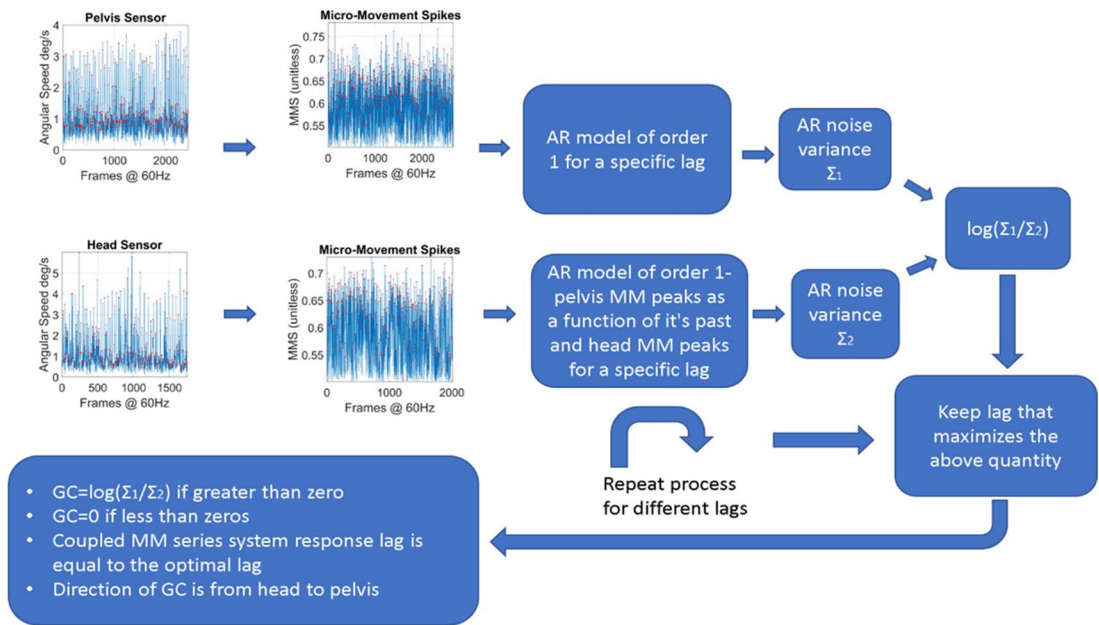 Pelvis Sensor
Angular Speed deg/s
4
3
2
1
0
0 1000 2000
Frames @ 60Hz
Micro-Movement Spikes
MMS (unitless)
0.75
0.7
0.65
0.6
0.55
0 1000 2000
Frames @ 60Hz
AR model of order
1 for a specific lag
AR noise
variance
Σ₁
log(Σ₁/Σ₂)
Head Sensor
Angular Speed deg/s
5
4
3
2
1
0
0 500 1000 1500
Frames @ 60Hz
Micro-Movement Spikes
MMS (unitless)
0.7
0.65
0.6
0.55
0 1000 2000
Frames @ 60Hz
AR model of order 1-
pelvis MM peaks as
a function of it's past
and head MM peaks
for a specific lag
AR noise
variance
Σ₂
Keep lag that
maximizes the
above quantity
Repeat process
for different lags
• GC=log(Σ₁/Σ₂) if greater than zero
• GC=0 if less than zeros
• Coupled MM series system response lag is
equal to the optimal lag
• Direction of GC is from head to pelvis